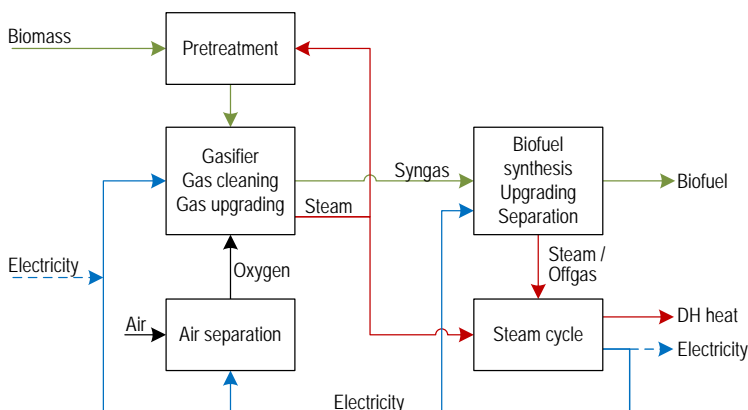 Biomass
Pretreatment
Gasifier
Gas cleaning
Gas upgrading
Syngas
Steam
Biofuel
synthesis
Upgrading
Separation
Biofuel
Electricity
Oxygen
Steam /
Offgas
Air
Air separation
Steam cycle
DH heat
Electricity
Electricity